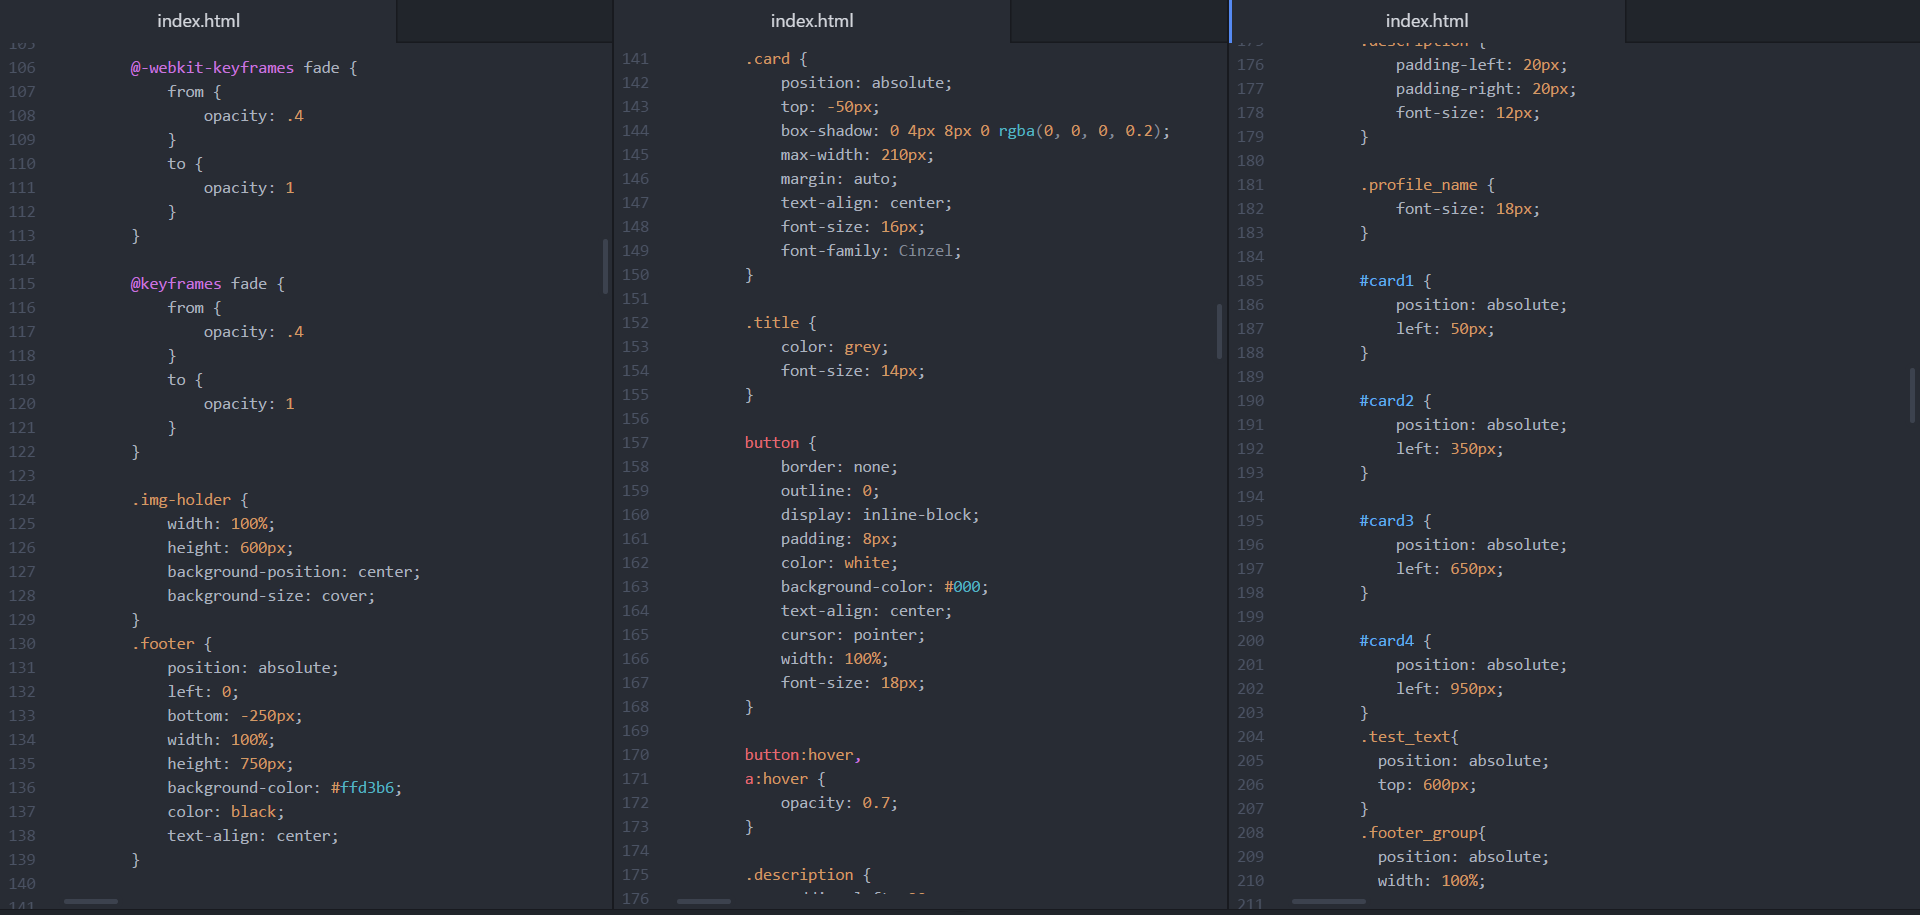 index.html
105
106 @-webkit-keyframes fade {
107 from {
108 opacity: .4
109 }
110 to {
111 opacity: 1
112 }
113 }
114
115 @keyframes fade {
116 from {
117 opacity: .4
118 }
119 to {
120 opacity: 1
121 }
122 }
123
124 .img-holder {
125 width: 100%;
126 height: 600px;
127 background-position: center;
128 background-size: cover;
129 }
130 .footer {
131 position: absolute;
132 left: 0;
133 bottom: -250px;
134 width: 100%;
135 height: 750px;
136 background-color: #ffd3b6;
137 color: black;
138 text-align: center;
139 }
140
141
index.html
141 .card {
142 position: absolute;
143 top: -50px;
144 box-shadow: 0 4px 8px 0 rgba(0, 0, 0, 0.2);
145 max-width: 210px;
146 margin: auto;
147 text-align: center;
148 font-size: 16px;
149 font-family: Cinzel;
150 }
151
152 .title {
153 color: grey;
154 font-size: 14px;
155 }
156
157 button {
158 border: none;
159 outline: 0;
160 display: inline-block;
161 padding: 8px;
162 color: white;
163 background-color: #000;
164 text-align: center;
165 cursor: pointer;
166 width: 100%;
167 font-size: 18px;
168 }
169
170 button:hover,
171 a:hover {
172 opacity: 0.7;
173 }
174
175 .description {
176
index.html
175 .description {
176 padding-left: 20px;
177 padding-right: 20px;
178 font-size: 12px;
179 }
180
181 .profile_name {
182 font-size: 18px;
183 }
184
185 #card1 {
186 position: absolute;
187 left: 50px;
188 }
189
190 #card2 {
191 position: absolute;
192 left: 350px;
193 }
194
195 #card3 {
196 position: absolute;
197 left: 650px;
198 }
199
200 #card4 {
201 position: absolute;
202 left: 950px;
203 }
204 .test_text{
205 position: absolute;
206 top: 600px;
207 }
208 .footer_group{
209 position: absolute;
210 width: 100%;
211